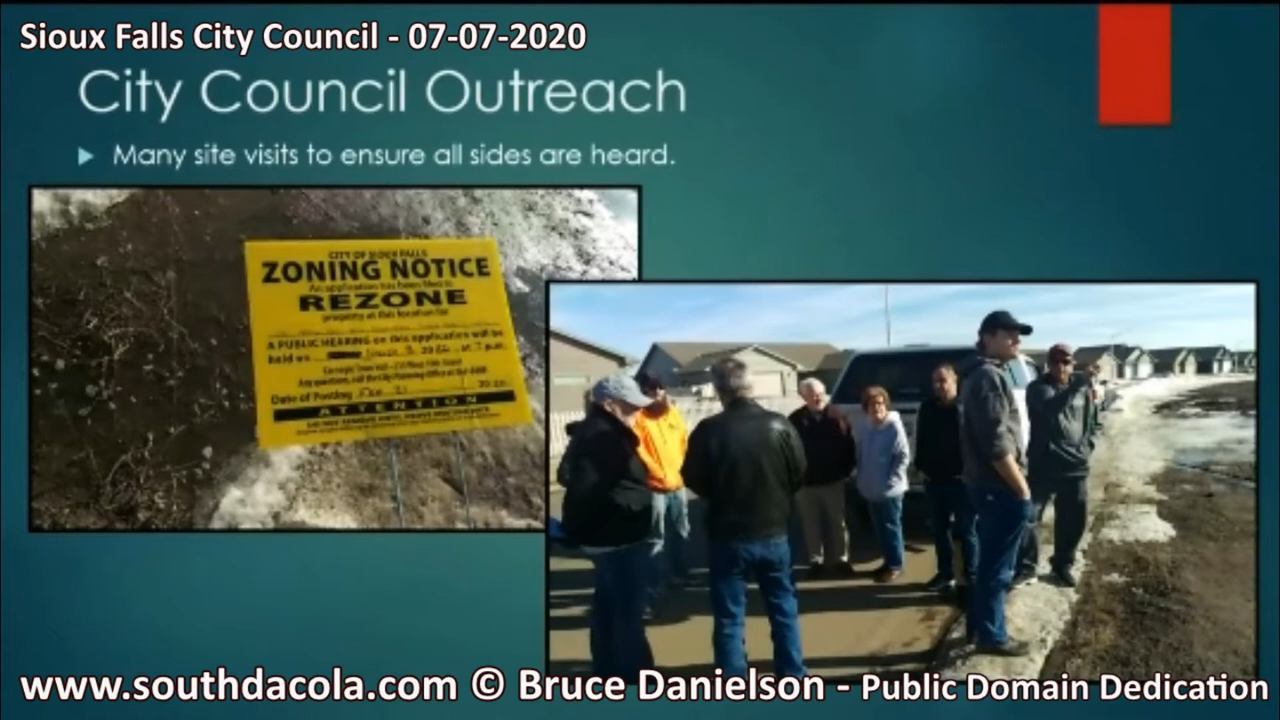 Sioux Falls City Council - 07-07-2020
City Council Outreach
Many site visits to ensure all sides are heard.
CITY OF SIOUX FALLS
ZONING NOTICE
An application has been filed to
REZONE
property at this location for
A PUBLIC HEARING on this application will be
held on
Date of Posting
ATTENTION
www.southdacola.com © Bruce Danielson - Public Domain Dedication